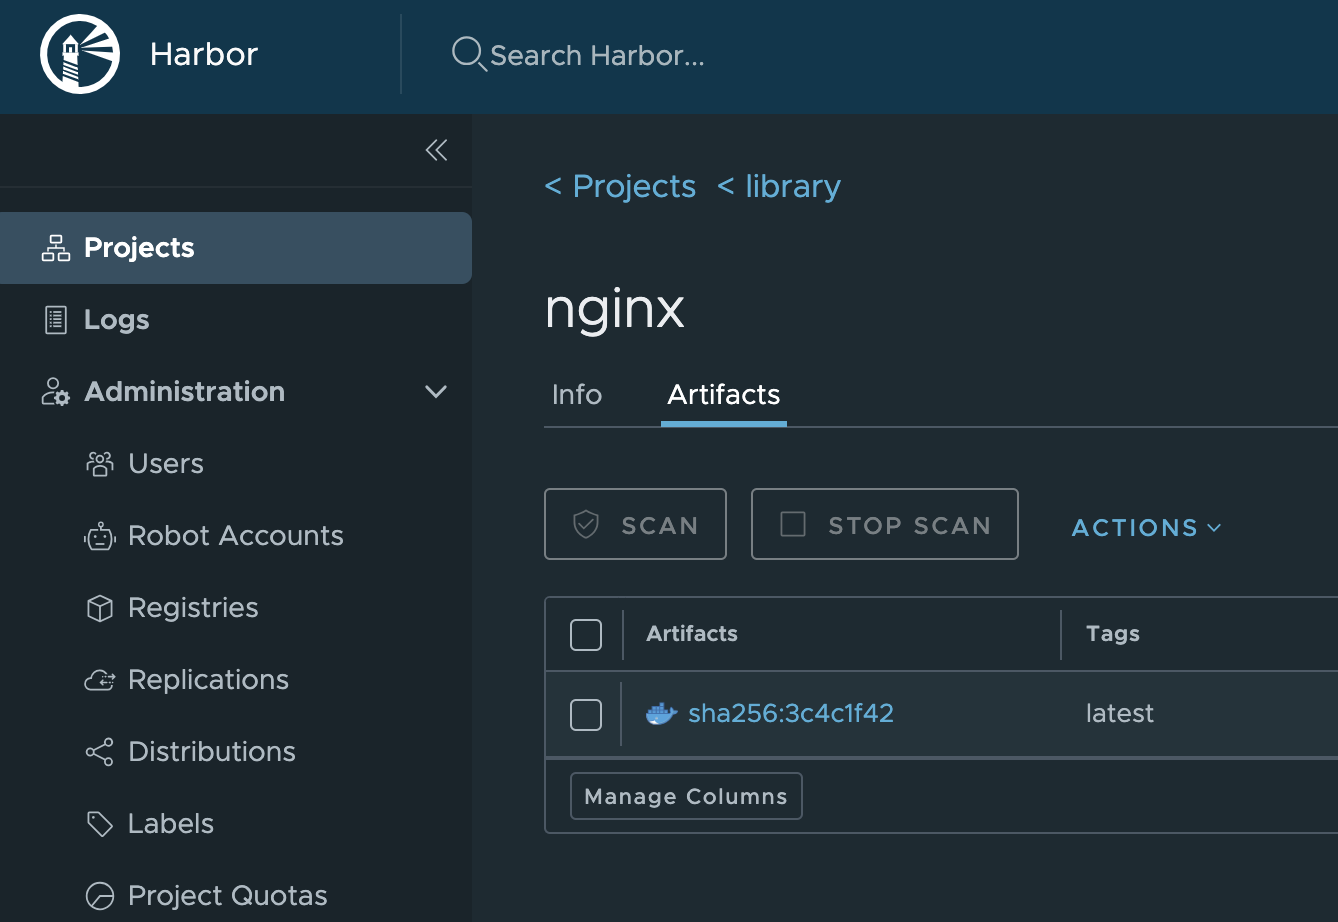 Harbor
Search Harbor...
Projects
Logs
Administration
Users
Robot Accounts
Registries
Replications
Distributions
Labels
Project Quotas
< Projects < library
nginx
Info Artifacts
SCAN STOP SCAN ACTIONS
Artifacts Tags
sha256:3c4c1f42 latest
Manage Columns